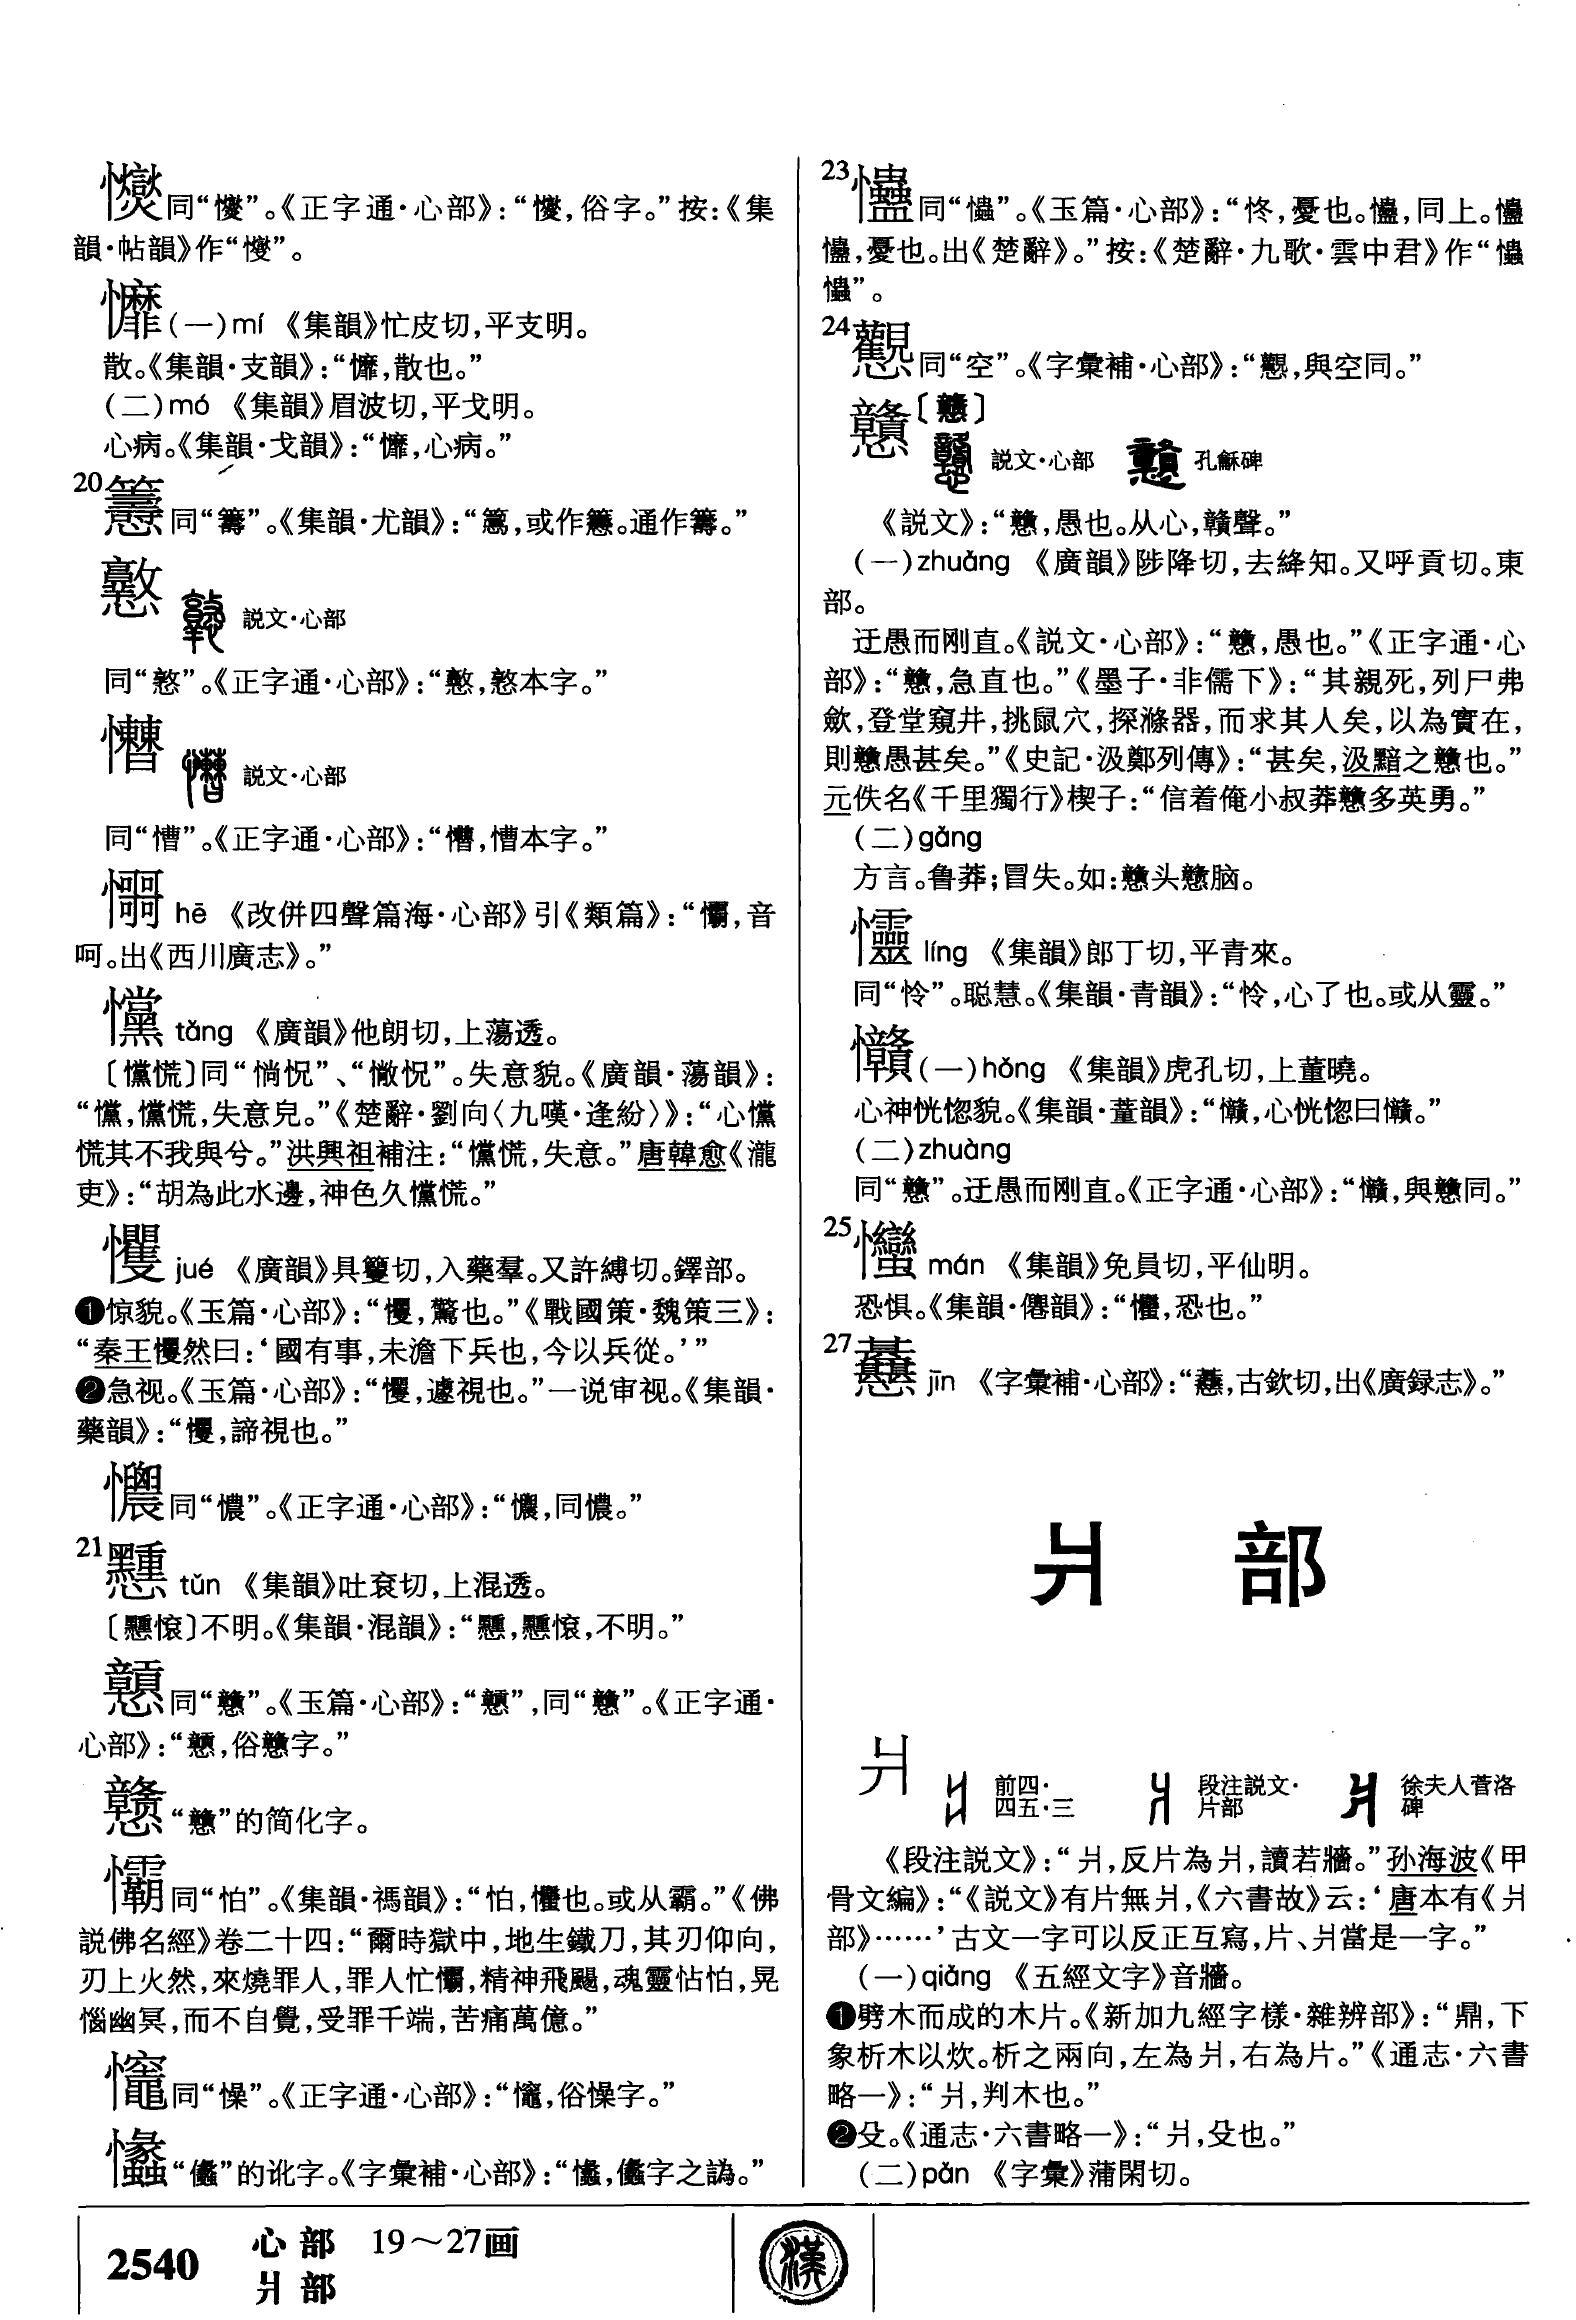 同“㦪”。《正字通·心部》：“㦪，俗字。”按：《集
韻·帖韻》作“㦪”。
(一)mí 《集韻》忙皮切，平支明。
散。《集韻·支韻》：“㦄，散也。”
(二)mó 《集韻》眉波切，平戈明。
心病。《集韻·戈韻》：“㦄，心病。”
20
同“籌”。《集韻·尤韻》：“，或作。通作籌。”
説文·心部
同“憝”。《正字通·心部》：“，憝本字。”
説文·心部
同“慒”。《正字通·心部》：“，慒本字。”
hē 《改併四聲篇海·心部》引《類篇》：“，音
呵。出《西川廣志》。”
戃 tǎng 《廣韻》他朗切，上蕩透。
〔戃慌〕同“惝怳”、“懒怳”。失意貌。《廣韻·蕩韻》：
“戃，戃慌，失意皃。”《楚辭·劉向〈九嘆·逢紛〉》：“心戃
慌其不我與兮。”洪興祖補注：“戃慌，失意。”唐韓愈《瀧
吏》：“胡為此水邊，神色久戃慌。”
戄 jué 《廣韻》具籰切，入藥羣。又許縛切。鐸部。
❶惊貌。《玉篇·心部》：“戄，驚也。”《戰國策·魏策三》：
“秦王戄然曰：‘國有事，未澹下兵也，今以兵從。’”
❷急视。《玉篇·心部》：“戄，遽視也。”一说审视。《集韻·
藥韻》：“戄，諦視也。”
同“憹”。《正字通·心部》：“，同憹。”
21
tǔn 《集韻》吐袞切，上混透。
〔㥵〕不明。《集韻·混韻》：“，，不明。”
同“戇”。《玉篇·心部》：“”，同“戇”。《正字通·
心部》：“，俗戇字。”
戆“戇”的简化字。
同“怕”。《集韻·禡韻》：“怕，懼也。或从霸。”《佛
説佛名經》卷二十四：“爾時獄中，地生鐵刀，其刃仰向，
刃上火然，來燒罪人，罪人忙，精神飛颺，魂靈怗怕，晃
惱幽冥，而不自覺，受罪千端，苦痛萬億。”
同“懆”。《正字通·心部》：“，俗懆字。”
“㒧”的讹字。《字彙補·心部》：“，字之譌。”
23
同“㦕”。《玉篇·心部》：“佟，憂也。，同上。
，憂也。出《楚辭》。”按：《楚辭·九歌·雲中君》作“
”。
24
同“空”。《字彙補·心部》：“，與空同。”
戇〔戅〕
説文·心部 孔龢碑
《説文》：“戇，愚也。从心，贛聲。”
(一)zhuǎng 《廣韻》陟降切，去絳知。又呼貢切。東
部。
迂愚而刚直。《説文·心部》：“戇，愚也。”《正字通·心
部》：“戇，急直也。”《墨子·非儒下》：“其親死，列尸弗
歛，登堂窺井，挑鼠穴，探滌器，而求其人矣，以為實在，
則戇愚甚矣。”《史記·汲鄭列傳》：“甚矣，汲黯之戇也。”
元佚名《千里獨行》楔子：“信着俺小叔莽戇多英勇。”
(二)gǎng
方言。鲁莽；冒失。如：戇头戇脑。
líng 《集韻》郎丁切，平青來。
同“怜”。聪慧。《集韻·青韻》：“怜，心了也。或从靈。”
(一)hǒng 《集韻》虎孔切，上董曉。
心神恍惚貌。《集韻·董韻》：“，心恍惚曰。”
(二)zhuàng
同“戇”。迂愚而刚直。《正字通·心部》：“，與戇同。”
25
mán 《集韻》免員切，平仙明。
恐惧。《集韻·僊韻》：“，恐也。”
27
jīn 《字彙補·心部》：“，古欽切，出《廣録志》。”
爿 部
爿 前四· 段注説文· 徐夫人菅洛
四五·三 片部 碑
《段注説文》：“爿，反片為爿，讀若牆。”孙海波《甲
骨文編》：“《説文》有片無爿，《六書故》云：‘唐本有《爿
部》……’古文一字可以反正互寫，片、爿當是一字。”
(一)qiǎng 《五經文字》音牆。
❶劈木而成的木片。《新加九經字樣·雜辨部》：“鼎，下
象析木以炊。析之兩向，左為爿，右為片。”《通志·六書
略一》：“爿，判木也。”
❷殳。《通志·六書略一》：“爿，殳也。”
(二)pǎn 《字彙》蒲閑切。
2540 心部 19～27画
爿部
漢